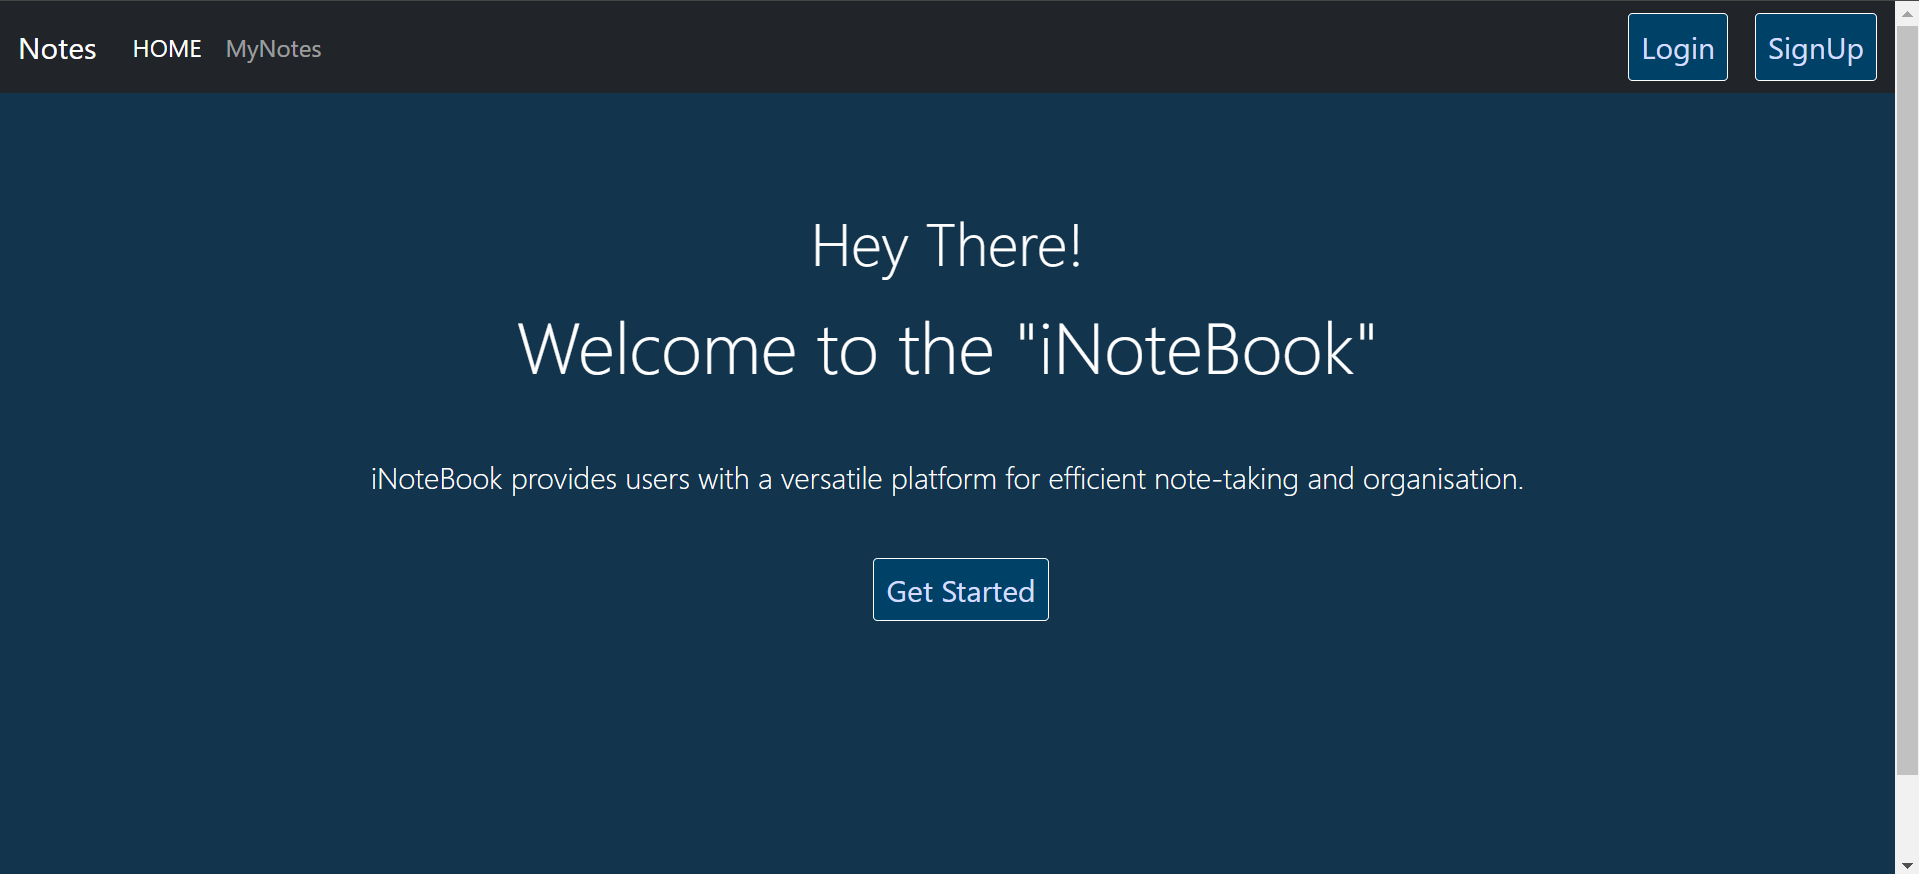 Notes HOME MyNotes Login SignUp
Hey There!
Welcome to the "iNoteBook"
iNoteBook provides users with a versatile platform for efficient note-taking and organisation.
Get Started